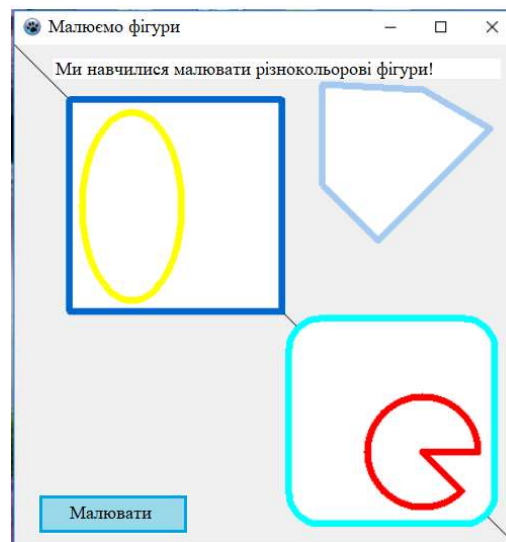 Малюємо фігури
Ми навчилися малювати різнокольорові фігури!
Малювати